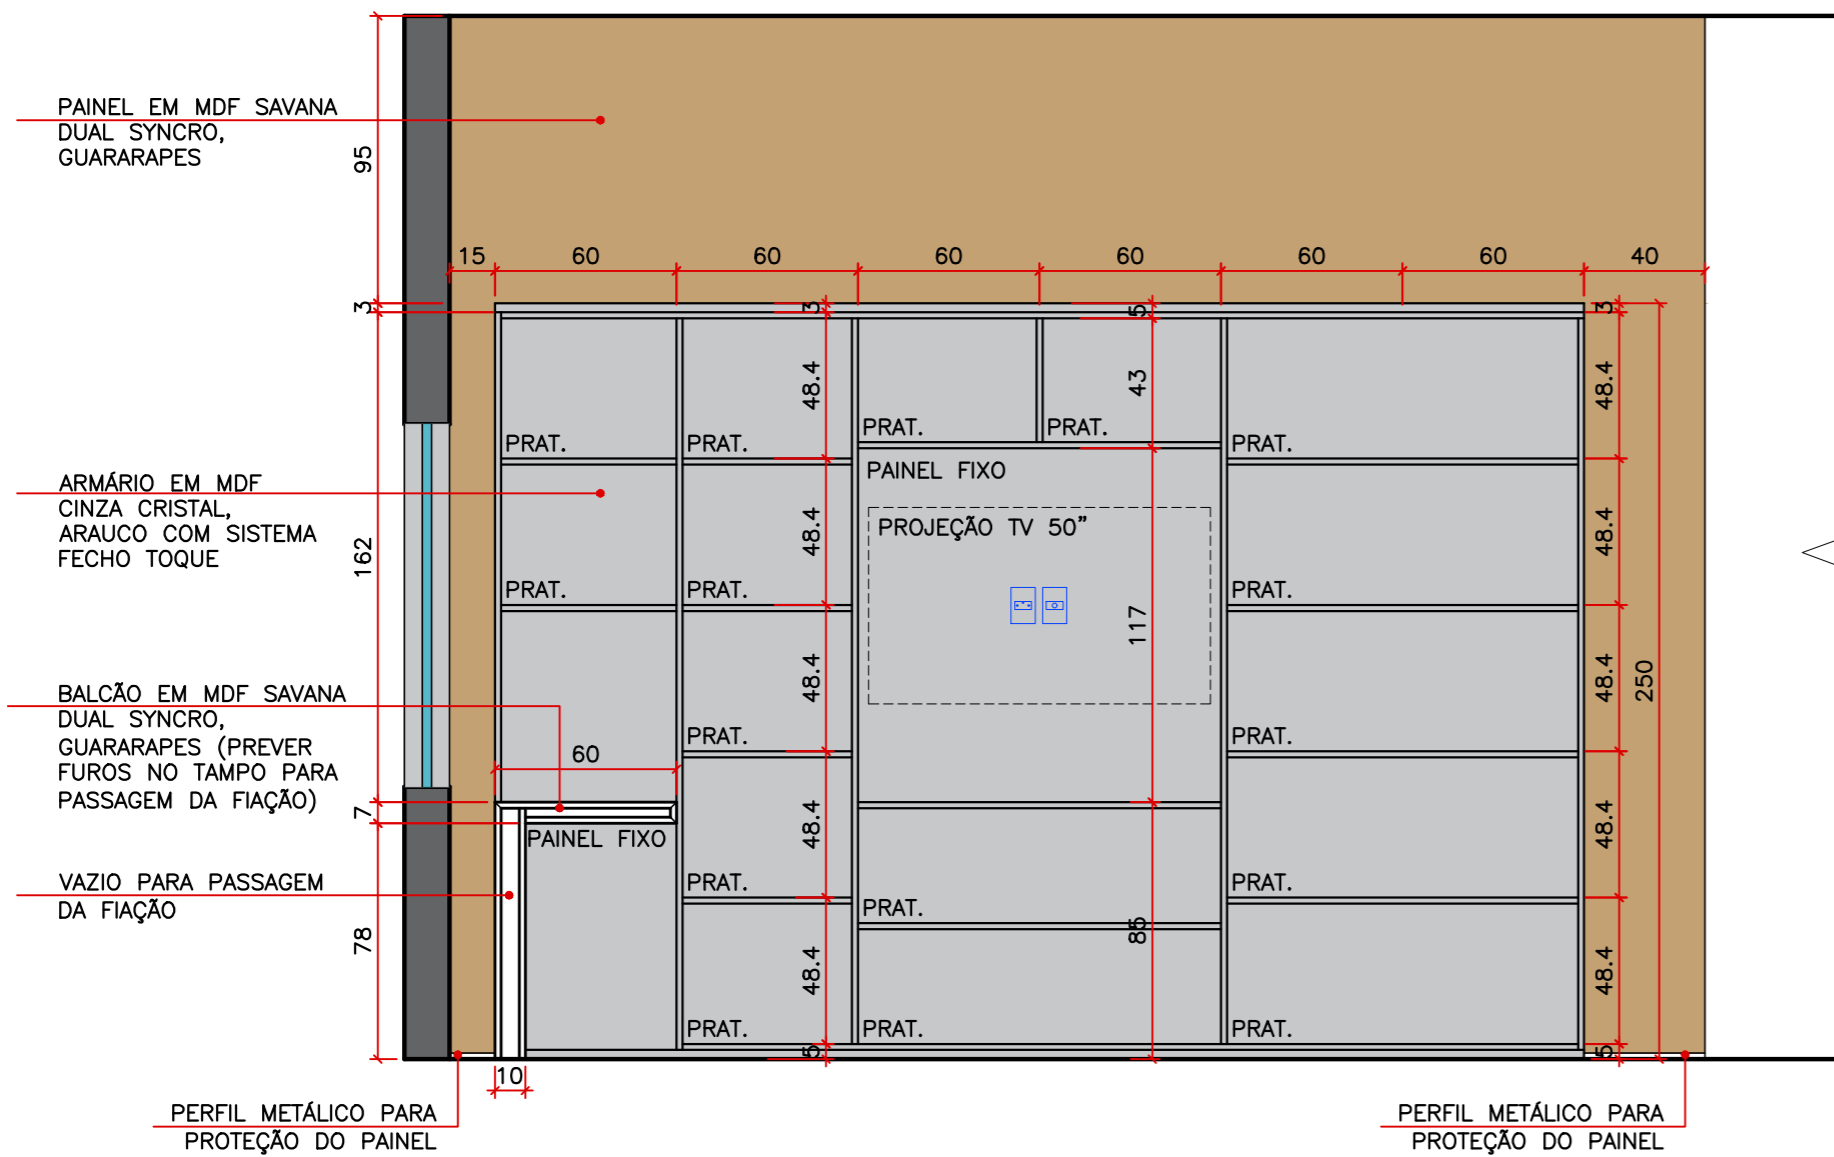 PAINEL EM MDF SAVANA
DUAL SYNCRO,
GUARARAPES
95
15
60
60
60
60
60
60
40
3
3
5
3
48.4
43
48.4
PRAT.
PRAT.
PRAT.
PRAT.
PRAT.
PAINEL FIXO
ARMÁRIO EM MDF
CINZA CRISTAL,
ARAUCO COM SISTEMA
FECHO TOQUE
162
PROJEÇÃO TV 50”
48.4
48.4
PRAT.
PRAT.
PRAT.
117
48.4
48.4
250
BALCÃO EM MDF SAVANA
DUAL SYNCRO,
GUARARAPES (PREVER
FUROS NO TAMPO PARA
PASSAGEM DA FIAÇÃO)
60
PRAT.
PRAT.
7
PAINEL FIXO
48.4
48.4
VAZIO PARA PASSAGEM
DA FIAÇÃO
PRAT.
PRAT.
PRAT.
78
85
48.4
48.4
PRAT.
PRAT.
PRAT.
5
5
10
PERFIL METÁLICO PARA
PROTEÇÃO DO PAINEL
PERFIL METÁLICO PARA
PROTEÇÃO DO PAINEL